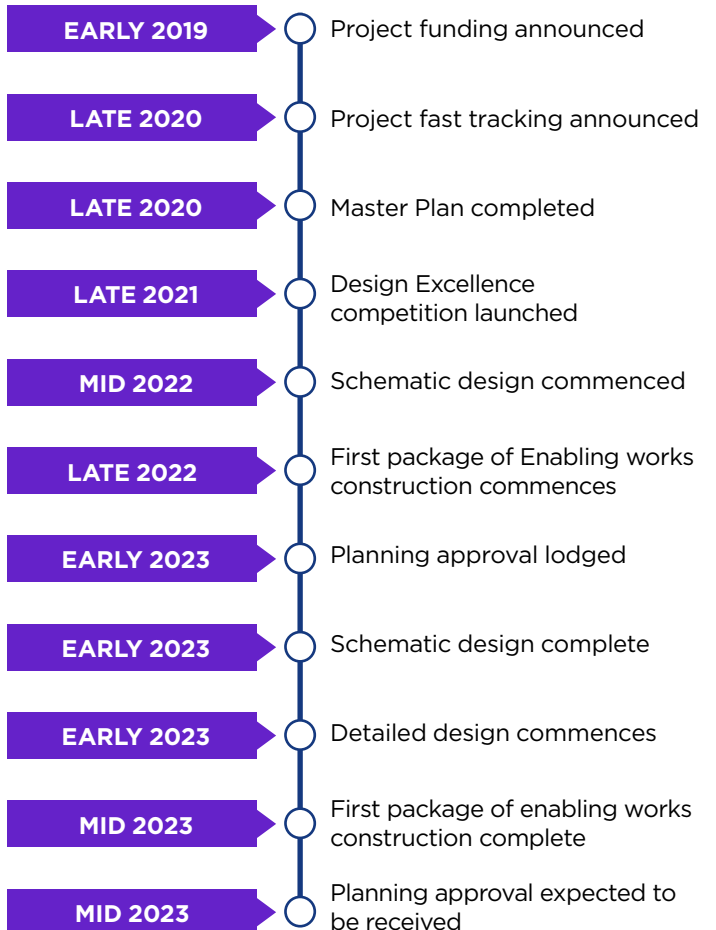 EARLY 2019
Project funding announced
LATE 2020
Project fast tracking announced
LATE 2020
Master Plan completed
LATE 2021
Design Excellence
competition launched
MID 2022
Schematic design commenced
LATE 2022
First package of Enabling works
construction commences
EARLY 2023
Planning approval lodged
EARLY 2023
Schematic design complete
EARLY 2023
Detailed design commences
MID 2023
First package of enabling works
construction complete
MID 2023
Planning approval expected to
be received